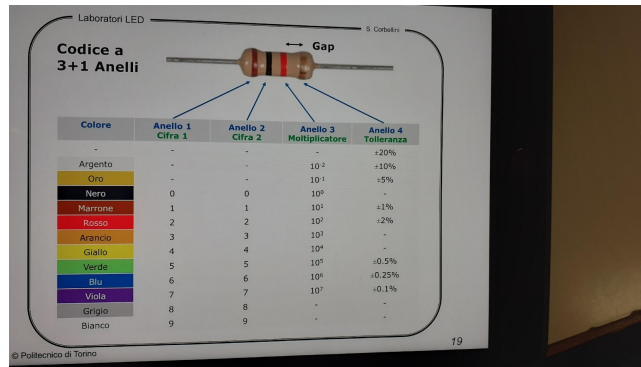 Laboratori LED
S. Corbellini
Codice a
3+1 Anelli
Gap
Colore Anello 1 Anello 2 Anello 3 Anello 4
Cifra 1 Cifra 2 Moltiplicatore Tolleranza
- - - - ±20%
Argento - - 10⁻² ±10%
Oro - - 10⁻¹ ±5%
Nero 0 0 10⁰ -
Marrone 1 1 10¹ ±1%
Rosso 2 2 10² ±2%
Arancio 3 3 10³ -
Giallo 4 4 10⁴ -
Verde 5 5 10⁵ ±0.5%
Blu 6 6 10⁶ ±0.25%
Viola 7 7 10⁷ ±0.1%
Grigio 8 8 - -
Bianco 9 9 - -
19
© Politecnico di Torino